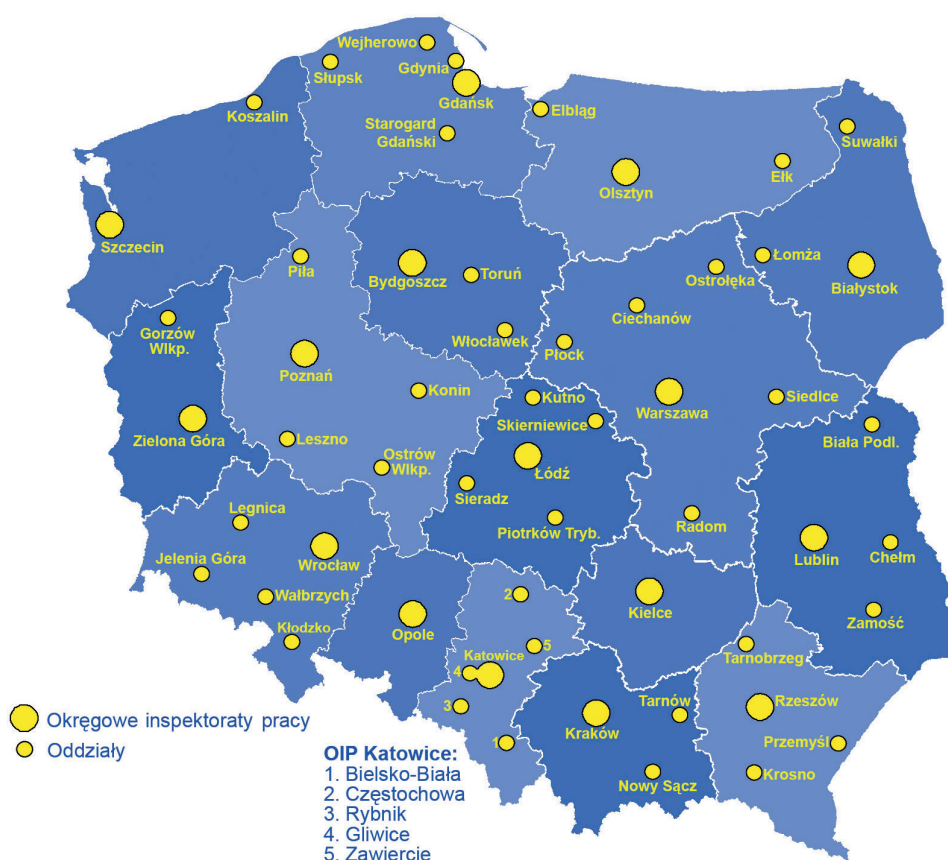 Wejherowo
Słupsk
Gdynia
Gdańsk
Koszalin
Starogard
Gdański
Elbląg
Suwałki
Olsztyn
Ełk
Szczecin
Piła
Bydgoszcz
Toruń
Łomża
Ostrołęka
Białystok
Ciechanów
Gorzów
Wlkp.
Włocławek
Płock
Poznań
Konin
Kutno
Warszawa
Siedlce
Zielona Góra
Leszno
Skierniewice
Biała Podl.
Ostrów
Wlkp.
Łódź
Sieradz
Legnica
Piotrków Tryb.
Radom
Jelenia Góra
Wrocław
Lublin
Chełm
Wałbrzych
2
Kielce
Zamość
Kłodzko
Opole
5
Katowice
4
Tarnobrzeg
3
Kraków
Tarnów
Rzeszów
1
Przemyśl
Nowy Sącz
Krosno
Okręgowe inspektoraty pracy
Oddziały
OIP Katowice:
1. Bielsko-Biała
2. Częstochowa
3. Rybnik
4. Gliwice
5. Zawiercie